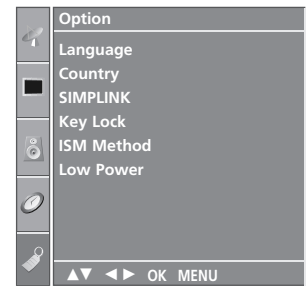 Option
Language
Country
SIMPLINK
Key Lock
ISM Method
Low Power
▲▼ ◄► OK MENU